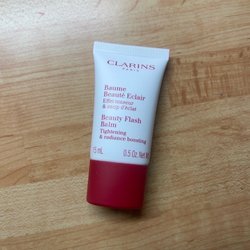 CLARINS
PARIS
Baume
Beauté Eclair
Effet tenseur
& coup d'éclat
Beauty Flash
Balm
Tightening
& radiance boosting
15 mL 0.5 Oz. Net